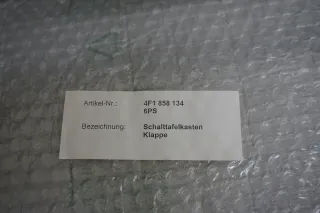 Artikel-Nr.: 4F1 858 134
6PS
Bezeichnung: Schalttafelkasten
Klappe